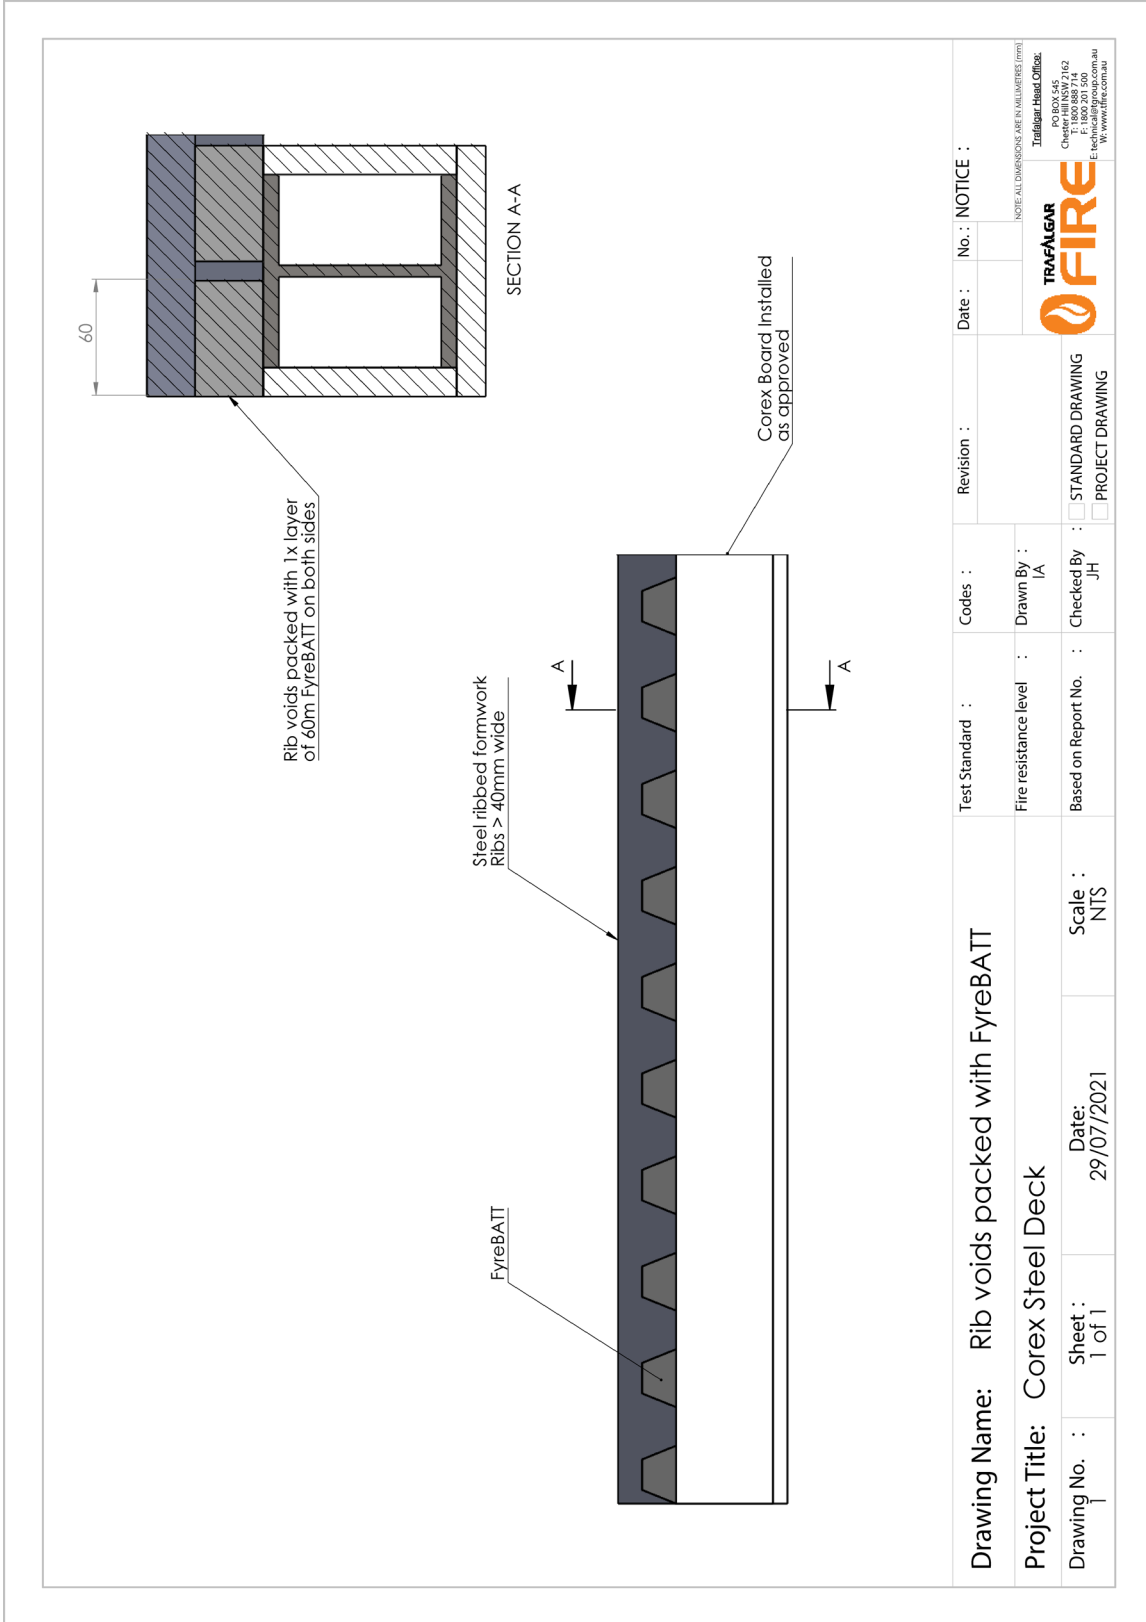 60
SECTION A-A
Rib voids packed with 1x layer
of 60m FyreBATT on both sides
Corex Board Installed
as approved
Steel ribbed formwork
Ribs > 40mm wide
A
A
FyreBATT
Drawing Name: Rib voids packed with FyreBATT
Project Title: Corex Steel Deck
Drawing No. :
1
Sheet :
1 of 1
Date:
29/07/2021
Scale :
NTS
Test Standard :
Fire resistance level :
Based on Report No. :
Codes :
Drawn By :
IA
Checked By :
JH
Revision :
Date :
No. :
NOTICE :
STANDARD DRAWING
PROJECT DRAWING
NOTE: ALL DIMENSIONS ARE IN MILLIMETRES (mm)
TRAFALGAR
FIRE
Trafalgar Head Office:
PO BOX 545
Chester Hill NSW 2162
T: 1800 888 714
F: 1800 201 500
E: technical@tgroup.com.au
W: www.tfire.com.au